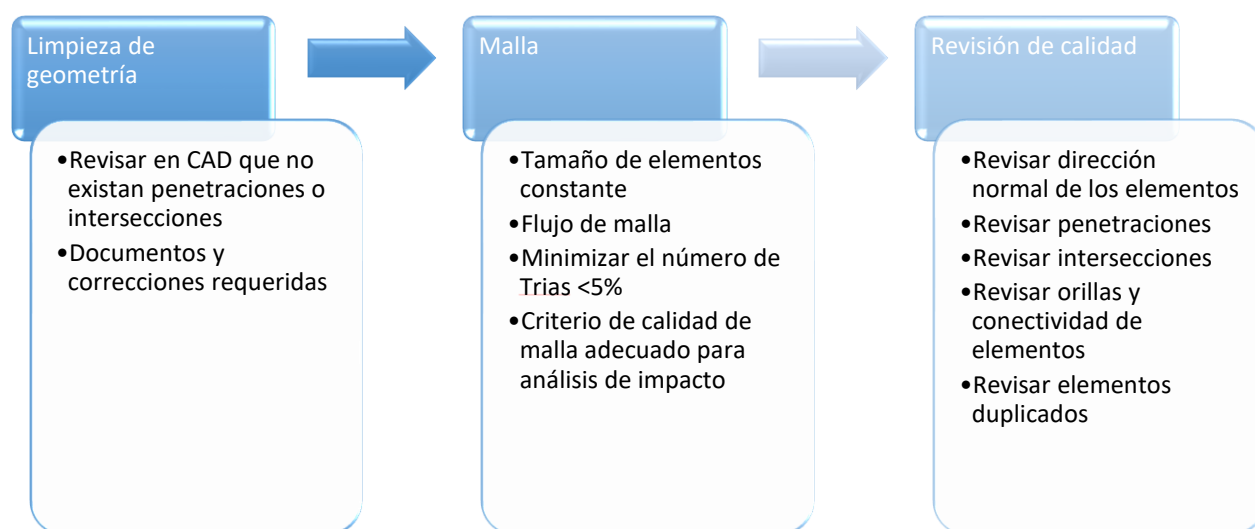 Limpieza de
geometría
•Revisar en CAD que no
existan penetraciones o
intersecciones
•Documentos y
correcciones requeridas
Malla
•Tamaño de elementos
constante
•Flujo de malla
•Minimizar el número de
Trias <5%
•Criterio de calidad de
malla adecuado para
análisis de impacto
Revisión de calidad
•Revisar dirección
normal de los elementos
•Revisar penetraciones
•Revisar intersecciones
•Revisar orillas y
conectividad de
elementos
•Revisar elementos
duplicados